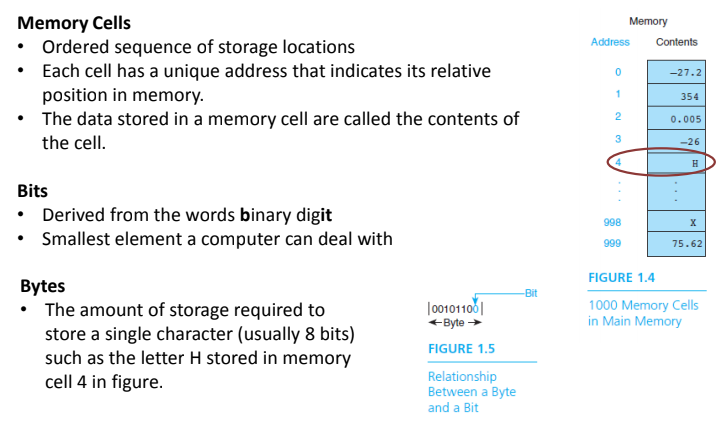 Memory Cells
• Ordered sequence of storage locations
• Each cell has a unique address that indicates its relative
position in memory.
• The data stored in a memory cell are called the contents of
the cell.
Bits
• Derived from the words binary digit
• Smallest element a computer can deal with
Bytes
• The amount of storage required to
store a single character (usually 8 bits)
such as the letter H stored in memory
cell 4 in figure.
Bit
|00101100|
Byte
FIGURE 1.5
Relationship
Between a Byte
and a Bit
Memory
Address Contents
0 −27.2
1 354
2 0.005
3 −26
4 H
. .
. .
. .
998 X
999 75.62
FIGURE 1.4
1000 Memory Cells
in Main Memory